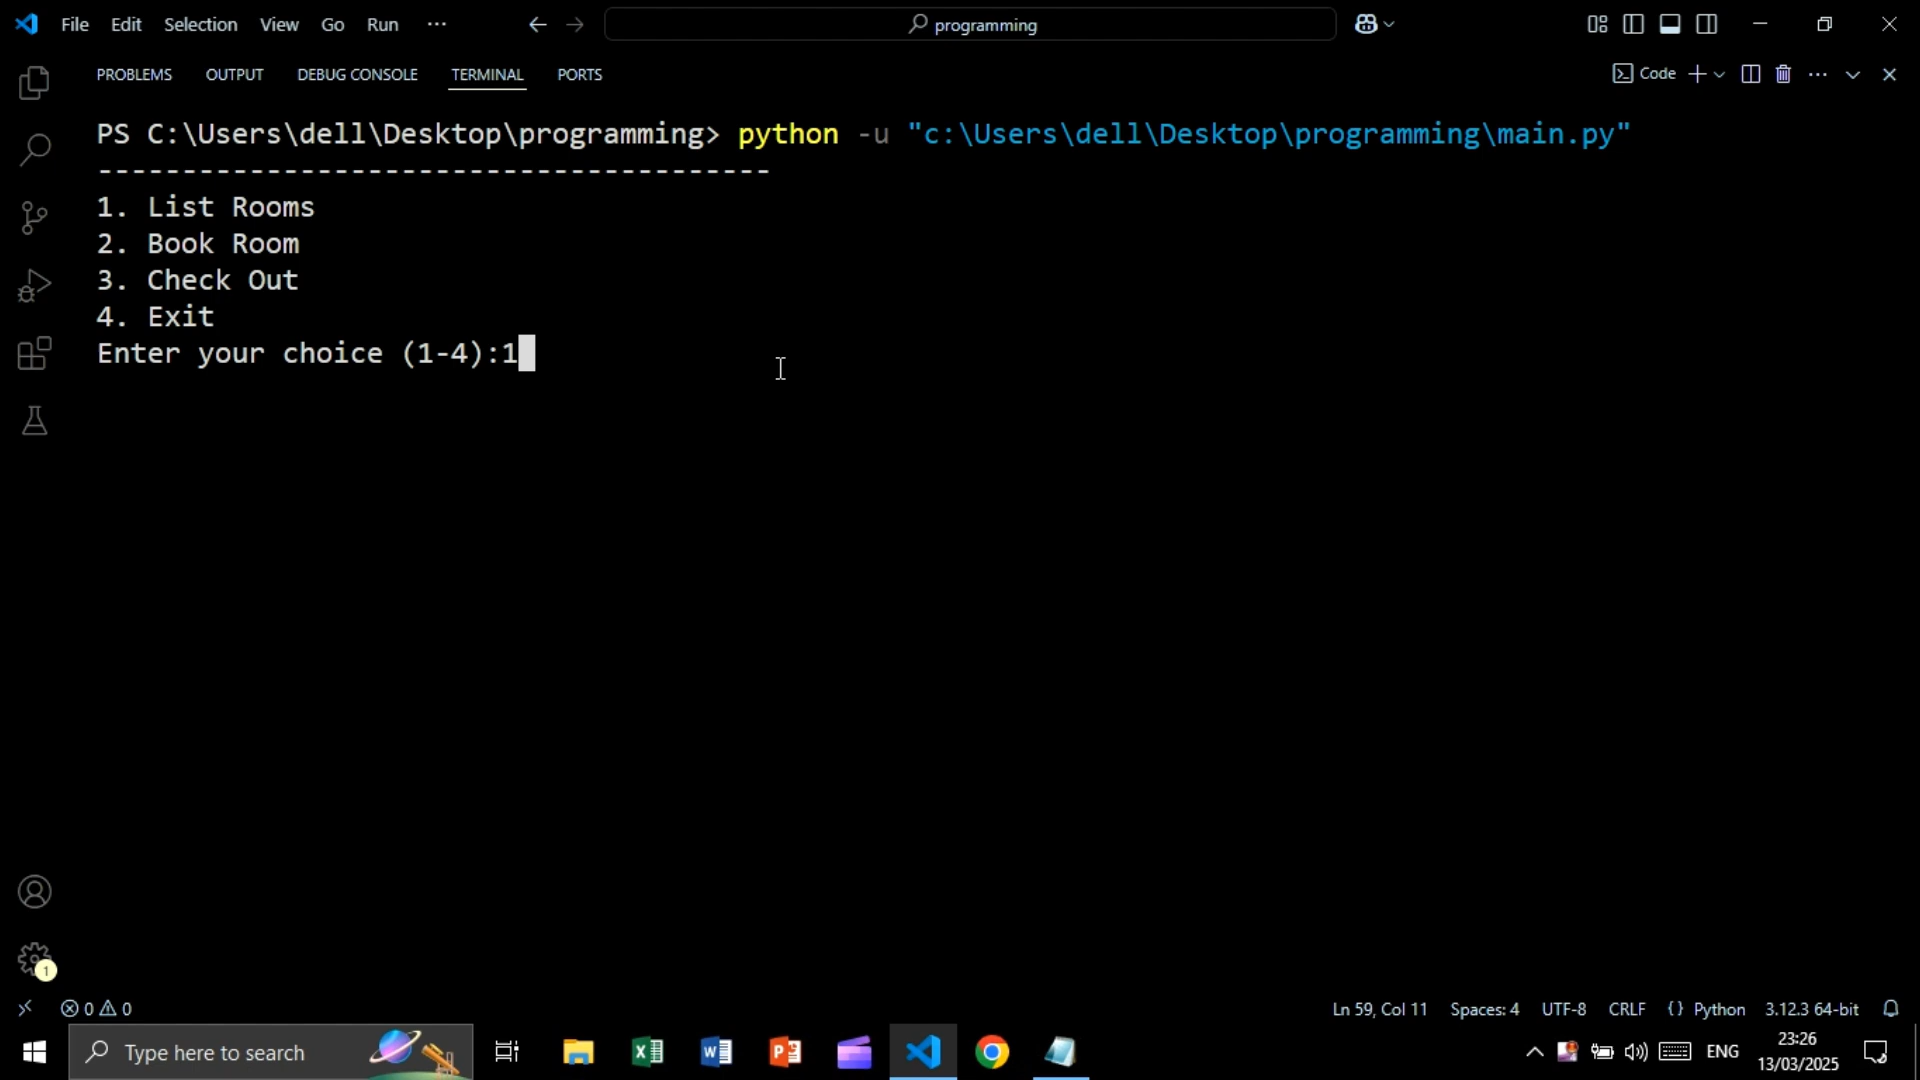 File Edit Selection View Go Run ··· programming
PROBLEMS OUTPUT DEBUG CONSOLE TERMINAL PORTS Code
PS C:\Users\dell\Desktop\programming> python -u "c:\Users\dell\Desktop\programming\main.py"
----------------------------------------
1. List Rooms
2. Book Room
3. Check Out
4. Exit
Enter your choice (1-4):1
1
0 0 Ln 59, Col 11 Spaces: 4 UTF-8 CRLF {} Python 3.12.3 64-bit
Type here to search ENG 23:26
13/03/2025